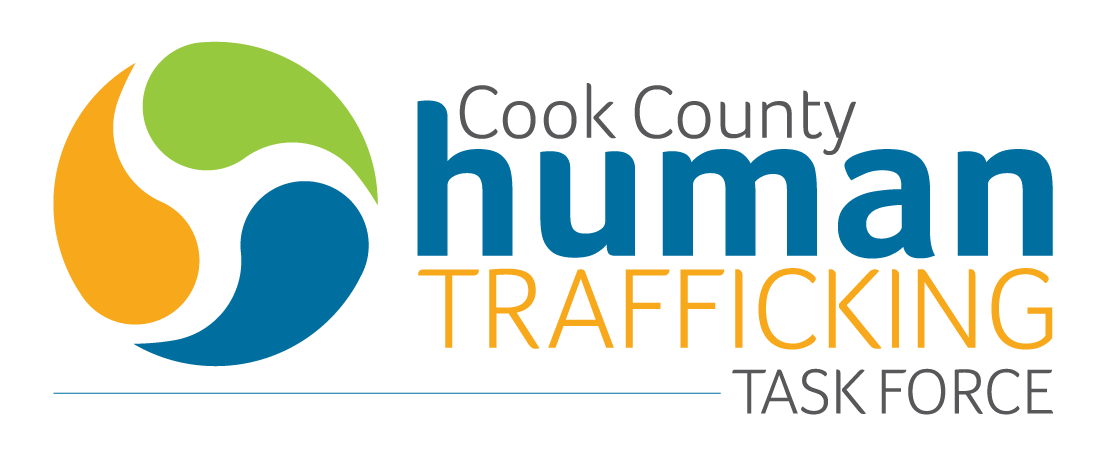 Cook County
human
TRAFFICKING
TASK FORCE